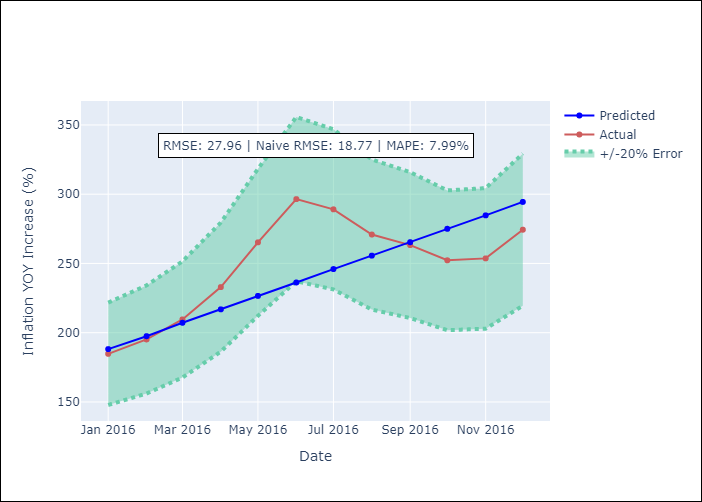 Predicted
Actual
+/-20% Error
RMSE: 27.96 | Naive RMSE: 18.77 | MAPE: 7.99%
Inflation YOY Increase (%)
350
300
250
200
150
Jan 2016 Mar 2016 May 2016 Jul 2016 Sep 2016 Nov 2016
Date